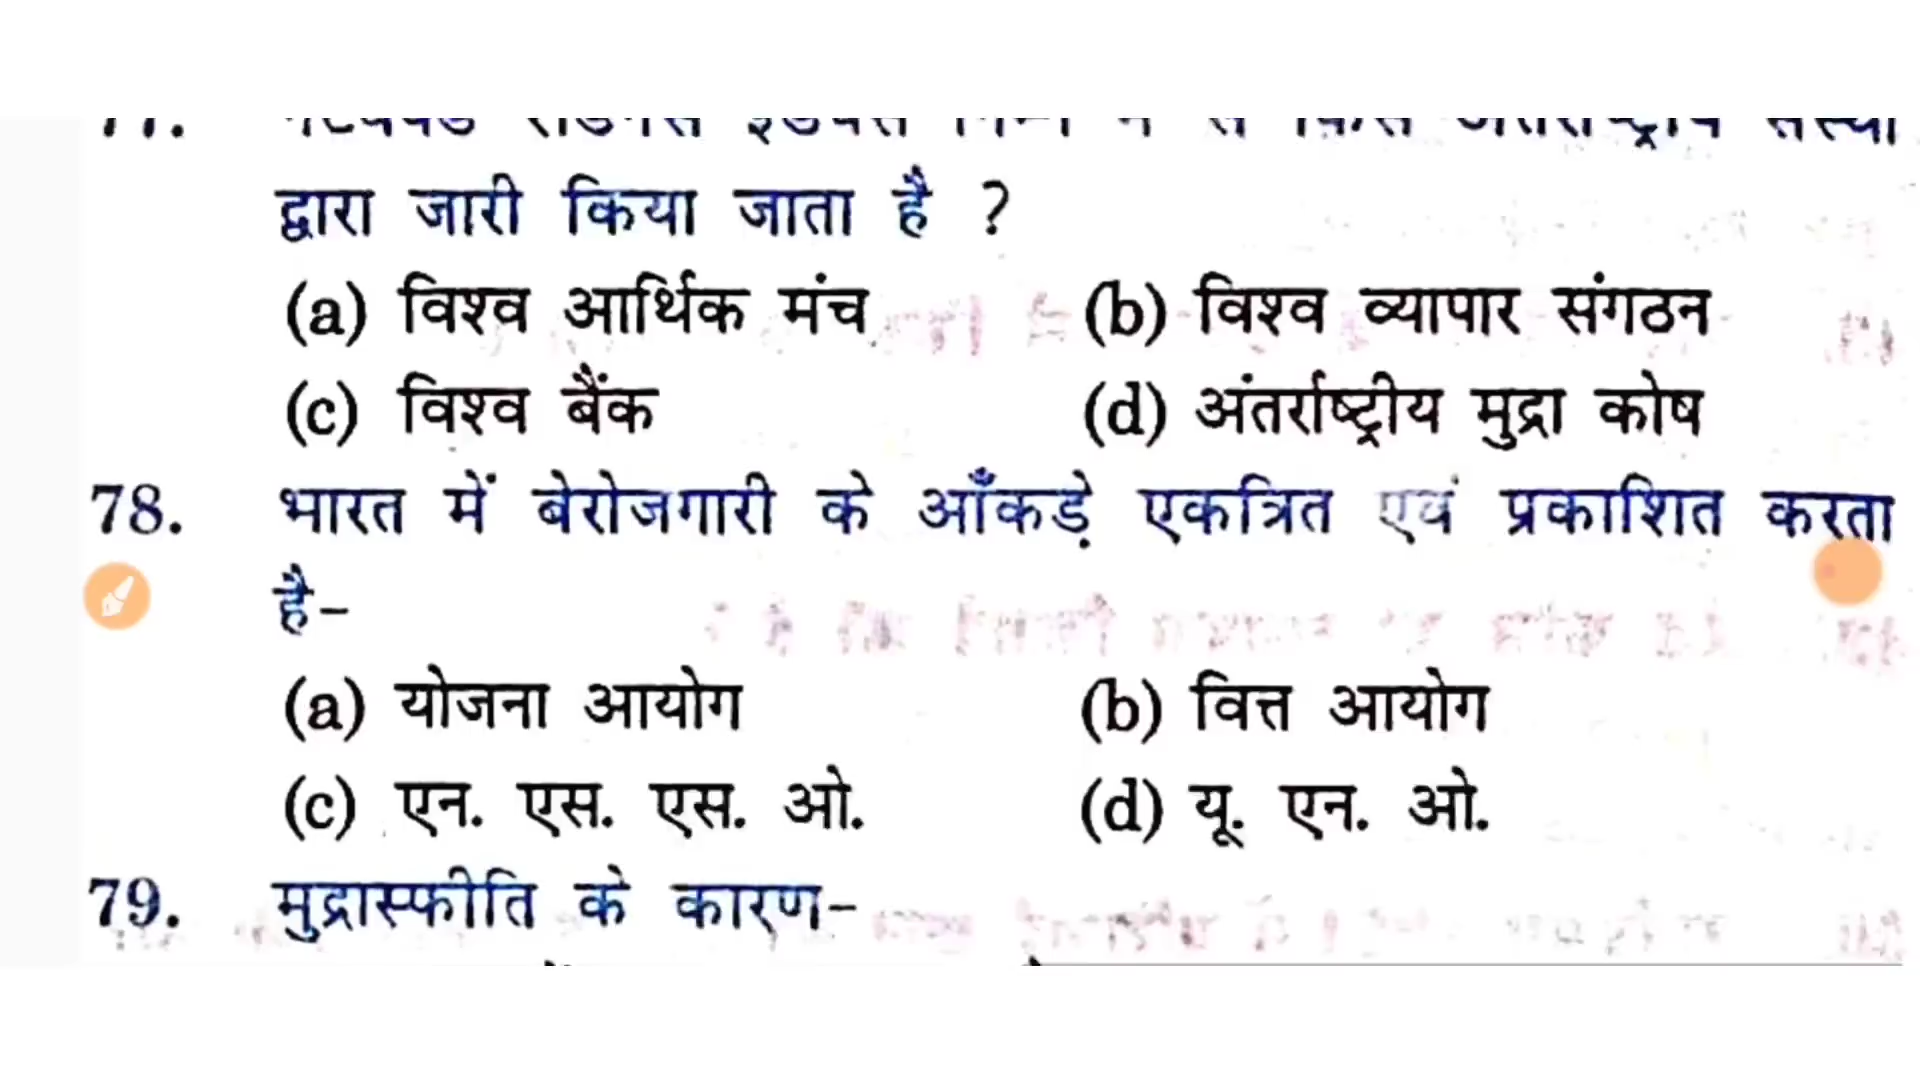 द्वारा जारी किया जाता है ?
(a) विश्व आर्थिक मंच (b) विश्व व्यापार संगठन
(c) विश्व बैंक (d) अंतर्राष्ट्रीय मुद्रा कोष
78. भारत में बेरोजगारी के आँकड़े एकत्रित एवं प्रकाशित करता
है–
(a) योजना आयोग (b) वित्त आयोग
(c) एन. एस. एस. ओ. (d) यू. एन. ओ.
79. मुद्रास्फीति के कारण–